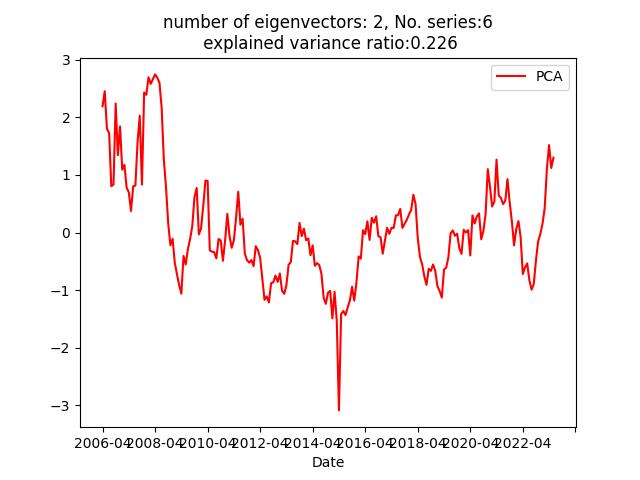 number of eigenvectors: 2, No. series:6
explained variance ratio:0.226
PCA
3
2
1
0
−1
−2
−3
2006-04 2008-04 2010-04 2012-04 2014-04 2016-04 2018-04 2020-04 2022-04
Date